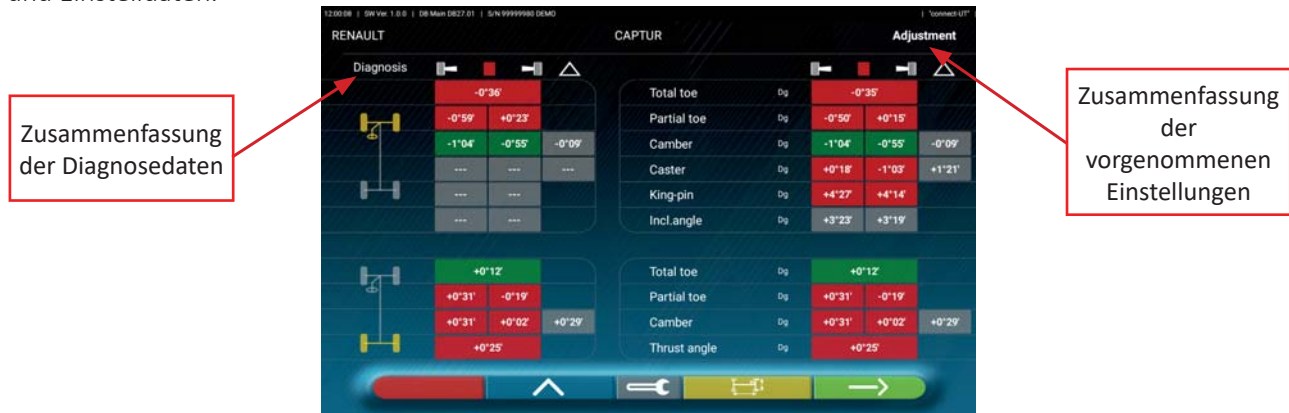 und Einstelldaten.
12:00:08 | SW Ver. 1.0.0 | DB Main DB27.01 | S/N 99999980 DEMO | "connect-UT" |
RENAULT CAPTUR Adjustment
Diagnosis
-0°36' Total toe Dg -0°35'
-0°59' +0°23' Partial toe Dg -0°50' +0°15'
-1°04' -0°55' -0°09' Camber Dg -1°04' -0°55' -0°09'
--- --- --- Caster Dg +0°18' -1°03' +1°21'
--- --- King-pin Dg +4°27' +4°14'
--- --- Incl.angle Dg +3°23' +3°19'
+0°12' Total toe Dg +0°12'
+0°31' -0°19' Partial toe Dg +0°31' -0°19'
+0°31' +0°02' +0°29' Camber Dg +0°31' +0°02' +0°29'
+0°25' Thrust angle Dg +0°25'
Zusammenfassung
der Diagnosedaten
Zusammenfassung
der
vorgenommenen
Einstellungen